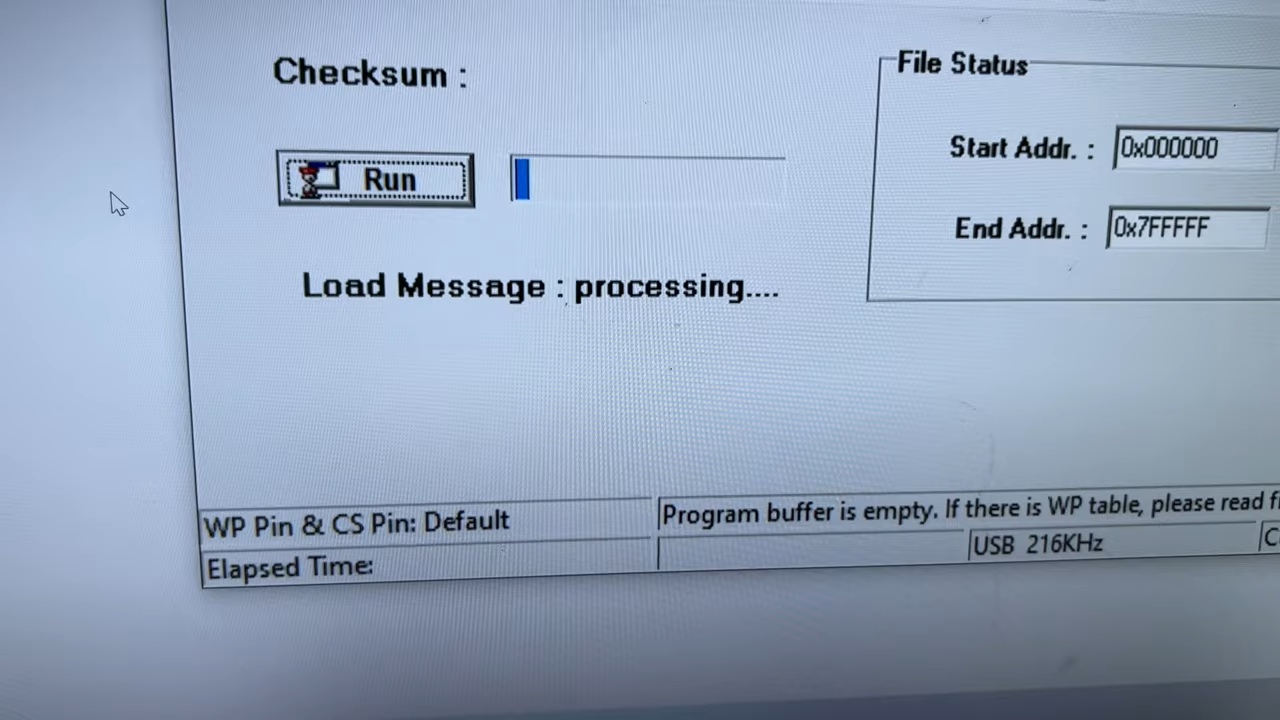 Checksum :
File Status
Start Addr. : 0x000000
Run
End Addr. : 0x7FFFFF
Load Message : processing....
WP Pin & CS Pin: Default
Program buffer is empty. If there is WP table, please read
Elapsed Time:
USB 216KHz